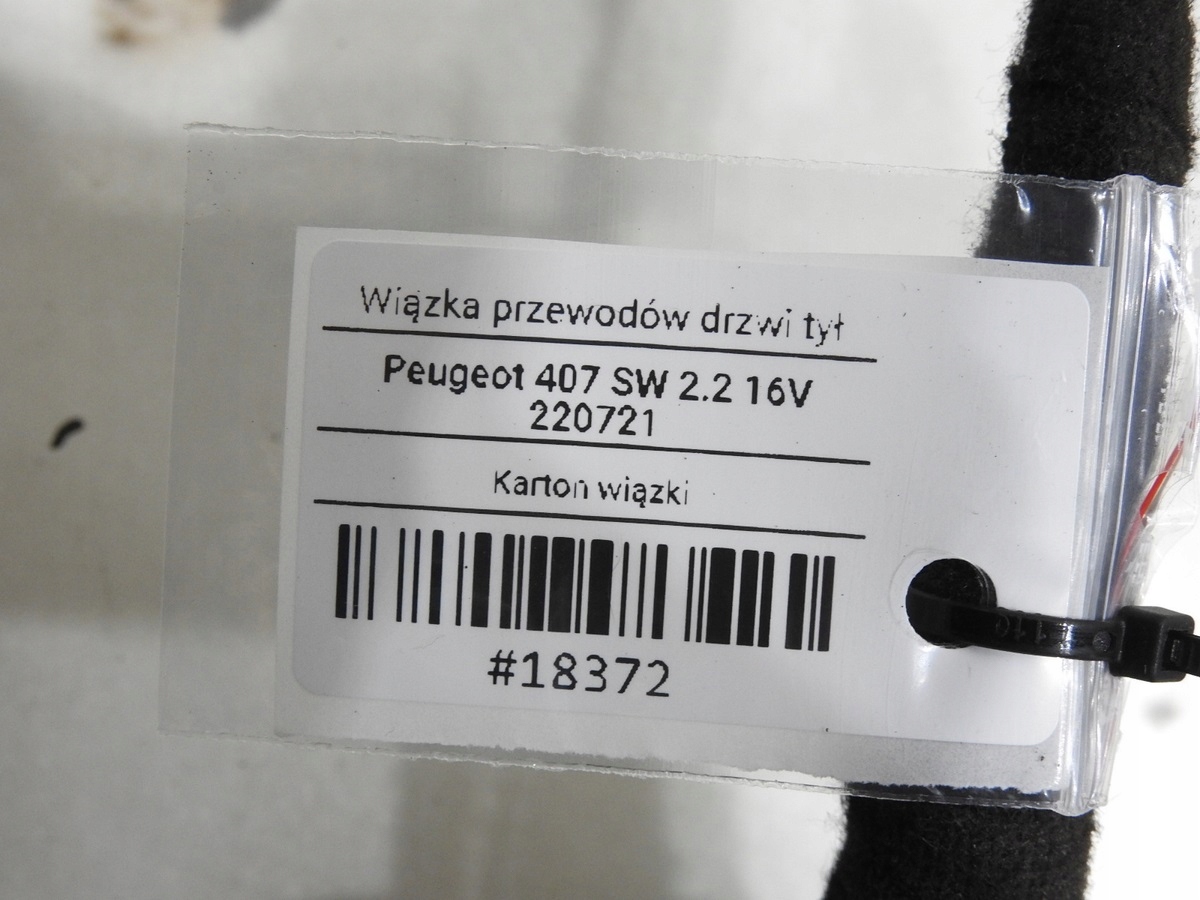 Wiązka przewodów drzwi tył
Peugeot 407 SW 2.2 16V
220721
Karton wiązki
#18372